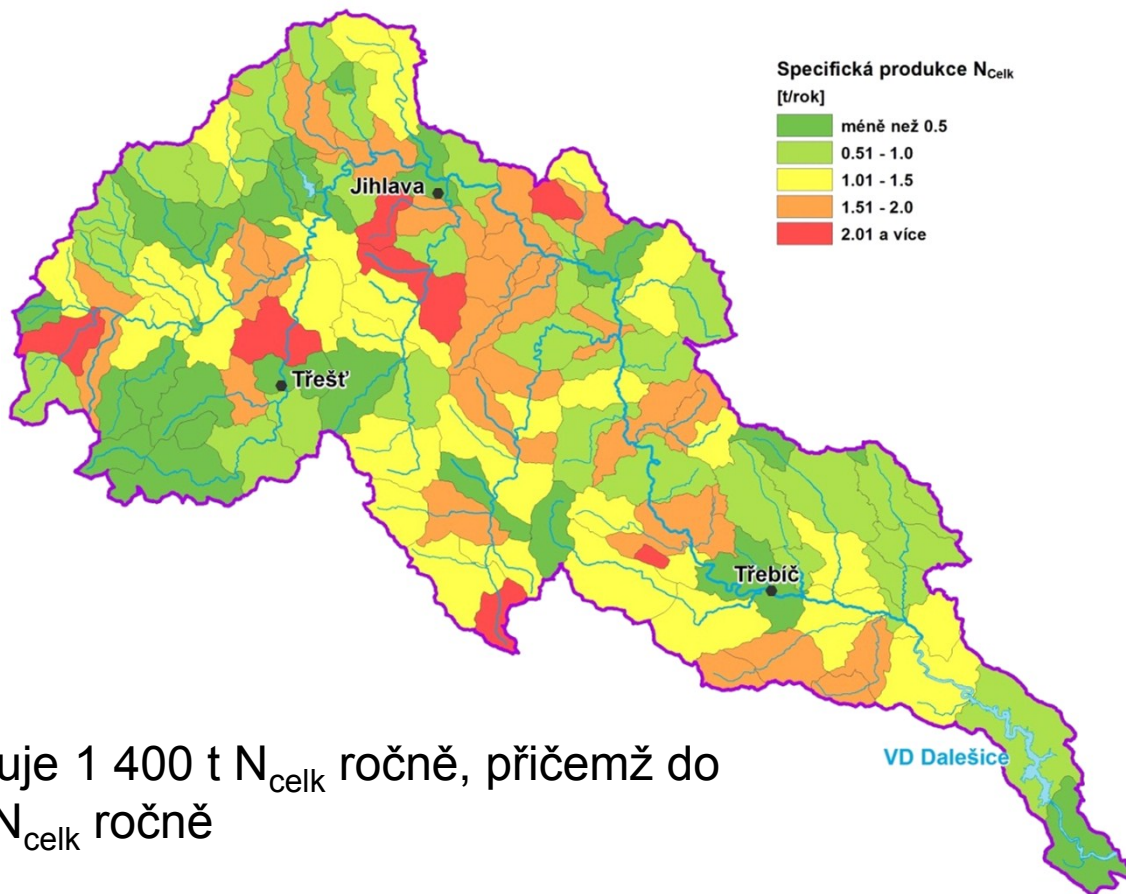 Specifická produkce NCelk
[t/rok]
méně než 0.5
0.51 - 1.0
1.01 - 1.5
1.51 - 2.0
2.01 a více
Jihlava
Třešť
Třebíč
VD Dalešice
uje 1 400 t Ncelk ročně, přičemž do
Ncelk ročně